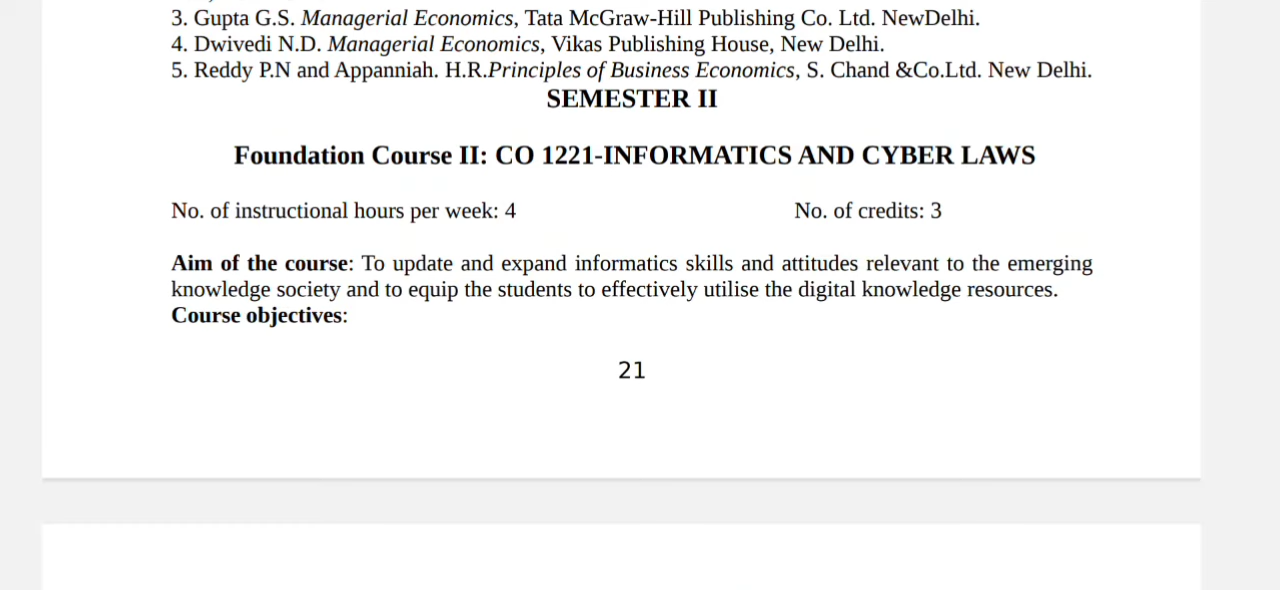 3. Gupta G.S. Managerial Economics, Tata McGraw-Hill Publishing Co. Ltd. NewDelhi.
4. Dwivedi N.D. Managerial Economics, Vikas Publishing House, New Delhi.
5. Reddy P.N and Appanniah. H.R.Principles of Business Economics, S. Chand &Co.Ltd. New Delhi.
SEMESTER II
Foundation Course II: CO 1221-INFORMATICS AND CYBER LAWS
No. of instructional hours per week: 4 No. of credits: 3
Aim of the course: To update and expand informatics skills and attitudes relevant to the emerging
knowledge society and to equip the students to effectively utilise the digital knowledge resources.
Course objectives:
21